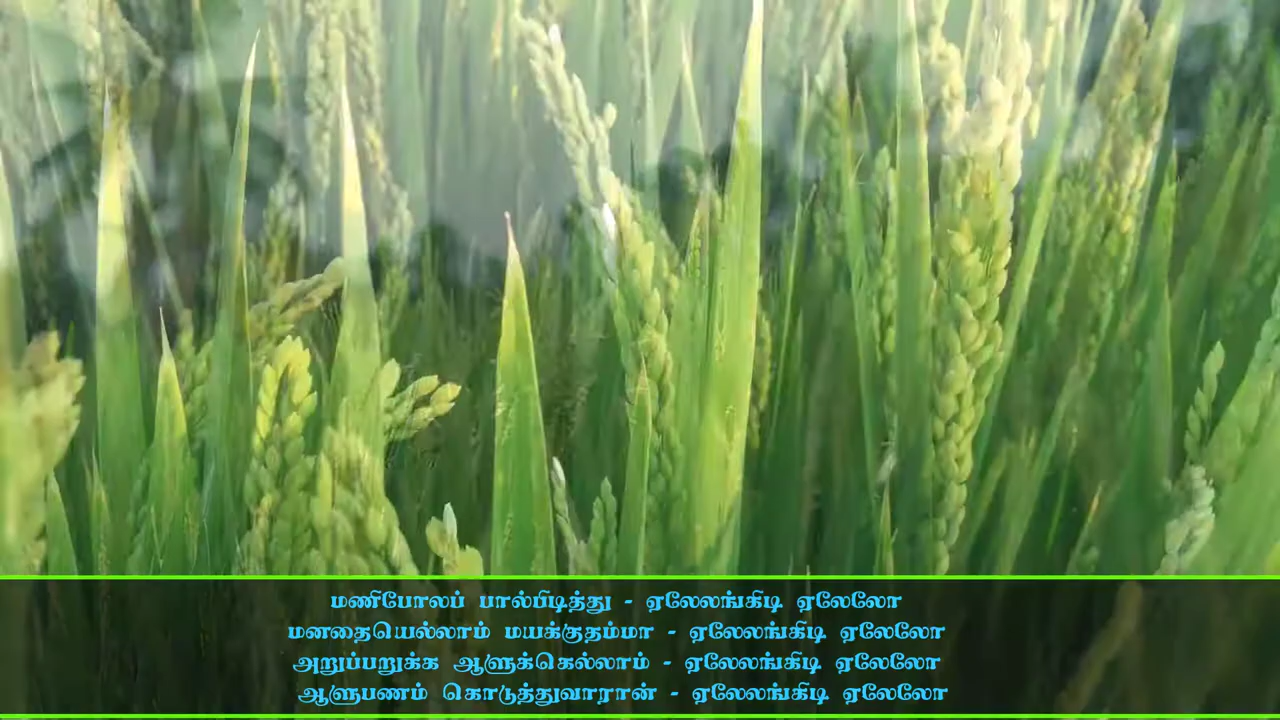 மணிபோலப் பால்பிடித்து - ஏலேலங்கிடி ஏலேலோ
மனதையெல்லாம் மயக்குதம்மா - ஏலேலங்கிடி ஏலேலோ
அறுப்பறுக்க ஆளுக்கெல்லாம் - ஏலேலங்கிடி ஏலேலோ
ஆளுபணம் கொடுத்துவாரான் - ஏலேலங்கிடி ஏலேலோ